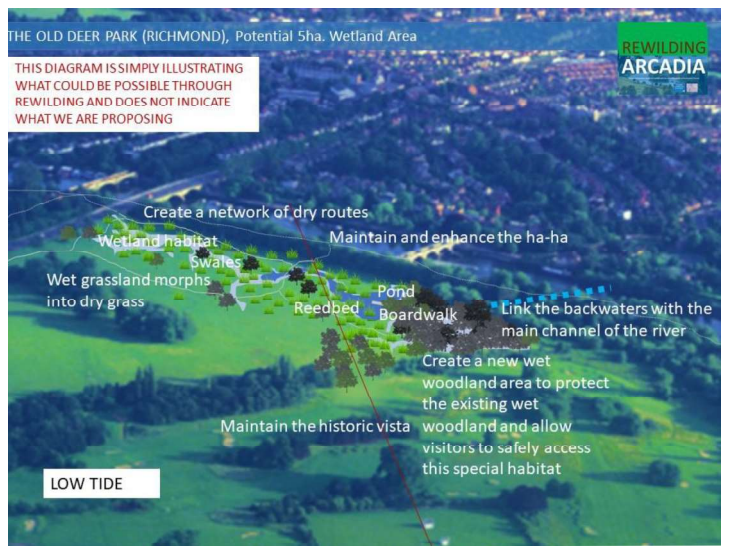 THE OLD DEER PARK (RICHMOND), Potential 5ha. Wetland Area
REWILDING
ARCADIA
THIS DIAGRAM IS SIMPLY ILLUSTRATING
WHAT COULD BE POSSIBLE THROUGH
REWILDING AND DOES NOT INDICATE
WHAT WE ARE PROPOSING
Create a network of dry routes
Maintain and enhance the ha-ha
Wetland habitat
Swales
Wet grassland morphs
into dry grass
Pond
Reedbed
Boardwalk
Link the backwaters with the
main channel of the river
Create a new wet
woodland area to protect
the existing wet
woodland and allow
visitors to safely access
this special habitat
Maintain the historic vista
LOW TIDE